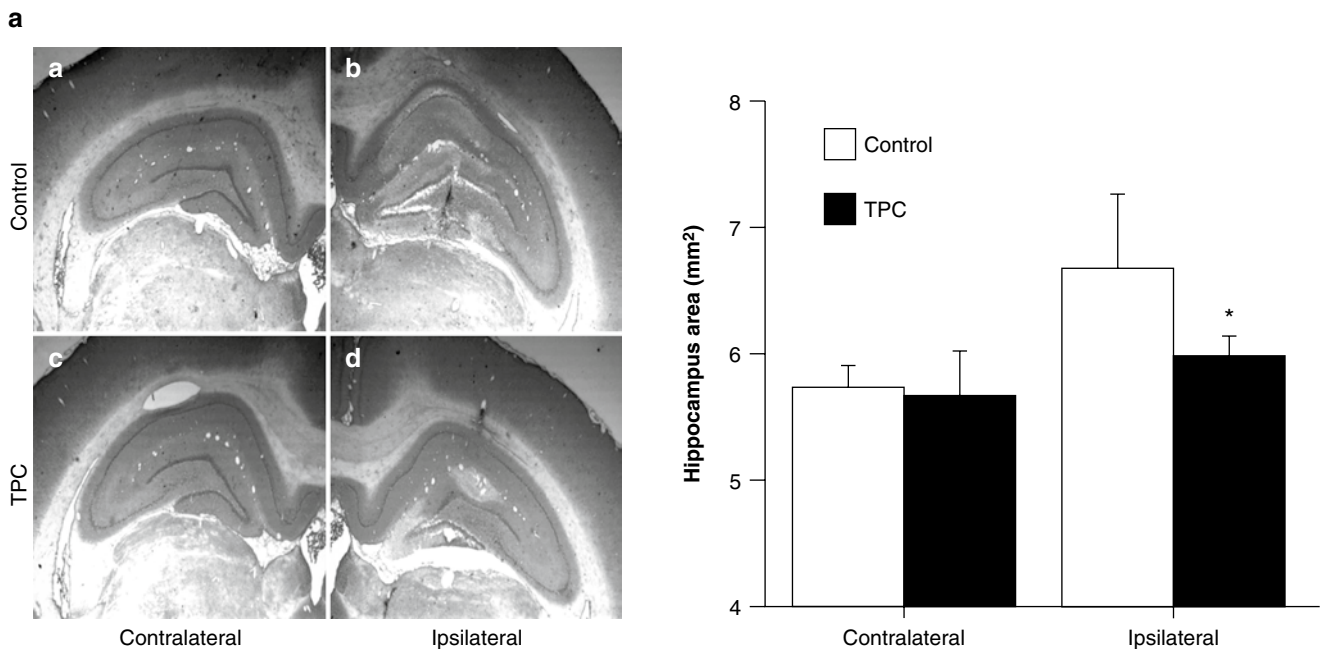 a
a
b
Control
c
d
TPC
Contralateral
Ipsilateral
8
7
6
5
4
Hippocampus area (mm²)
Control
TPC
*
Contralateral
Ipsilateral